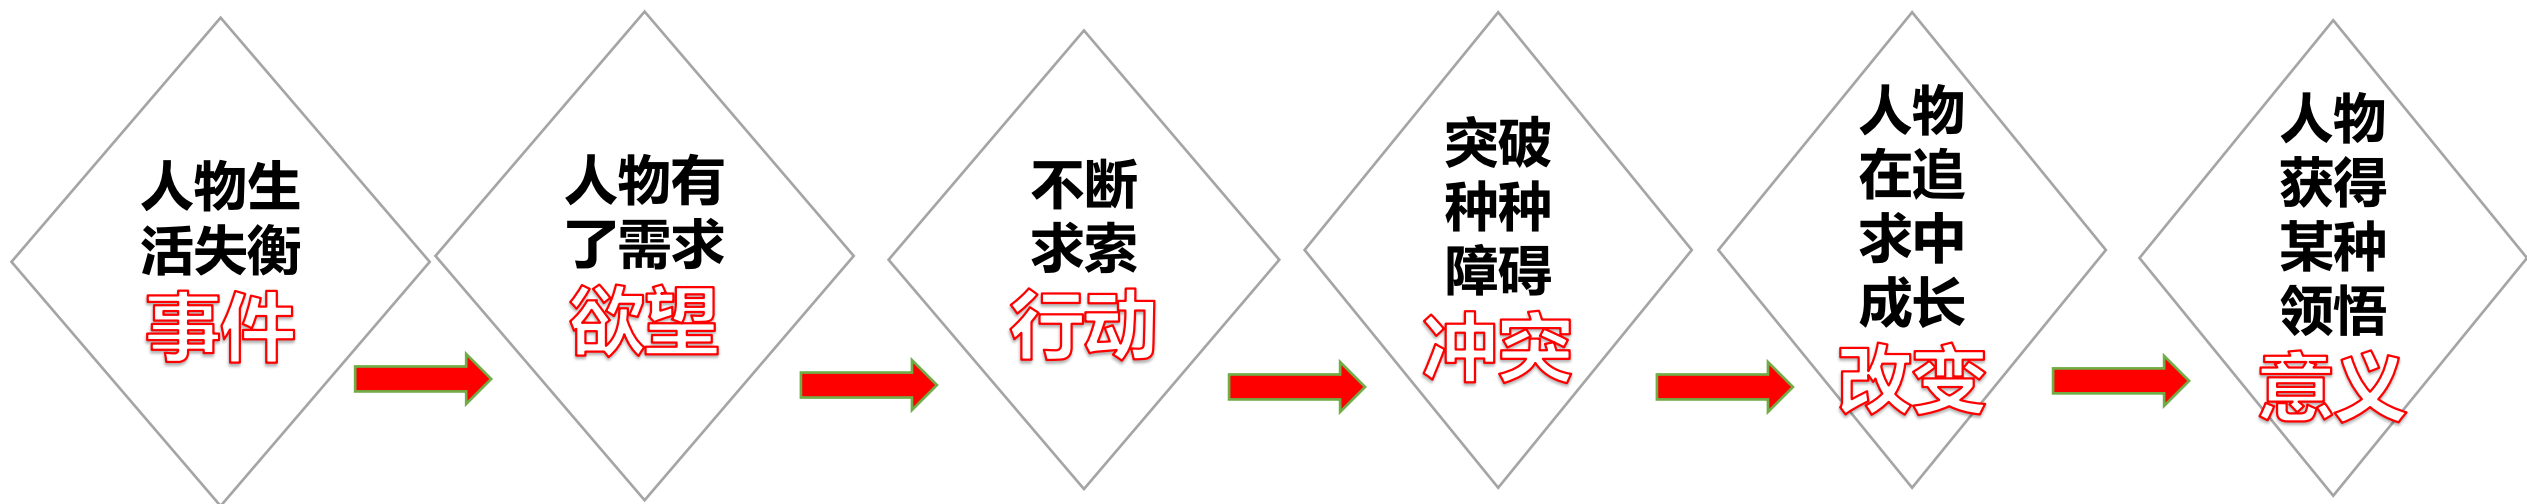 人物生
活失衡
事件
人物有
了需求
欲望
不断
求索
行动
突破
种种
障碍
冲突
人物
在追
求中
成长
改变
人物
获得
某种
领悟
意义